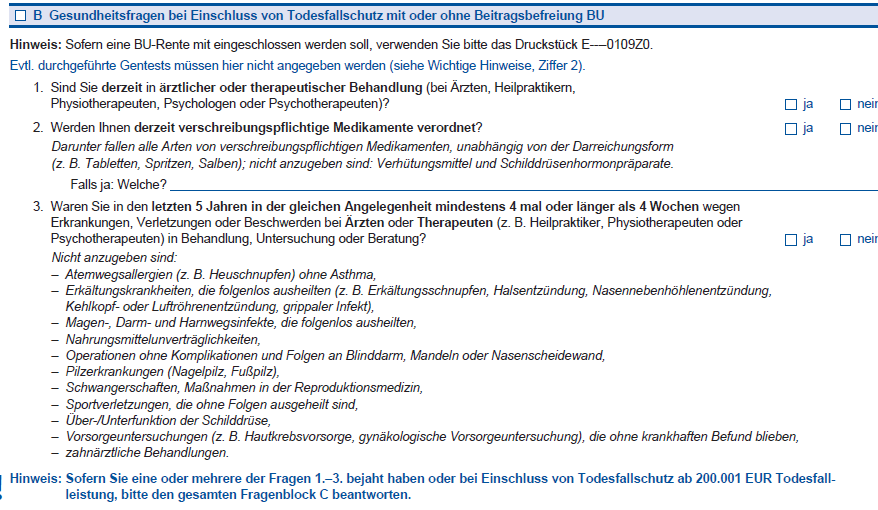 B Gesundheitsfragen bei Einschluss von Todesfallschutz mit oder ohne Beitragsbefreiung BU
Hinweis: Sofern eine BU-Rente mit eingeschlossen werden soll, verwenden Sie bitte das Druckstück E----0109Z0.
Evtl. durchgeführte Gentests müssen hier nicht angegeben werden (siehe Wichtige Hinweise, Ziffer 2).
1. Sind Sie derzeit in ärztlicher oder therapeutischer Behandlung (bei Ärzten, Heilpraktikern,
Physiotherapeuten, Psychologen oder Psychotherapeuten)? ja nein
2. Werden Ihnen derzeit verschreibungspflichtige Medikamente verordnet? ja nein
Darunter fallen alle Arten von verschreibungspflichtigen Medikamenten, unabhängig von der Darreichungsform
(z. B. Tabletten, Spritzen, Salben); nicht anzugeben sind: Verhütungsmittel und Schilddrüsenhormonpräparate.
Falls ja: Welche?
3. Waren Sie in den letzten 5 Jahren in der gleichen Angelegenheit mindestens 4 mal oder länger als 4 Wochen wegen
Erkrankungen, Verletzungen oder Beschwerden bei Ärzten oder Therapeuten (z. B. Heilpraktiker, Physiotherapeuten oder
Psychotherapeuten) in Behandlung, Untersuchung oder Beratung? ja nein
Nicht anzugeben sind:
– Atemwegsallergien (z. B. Heuschnupfen) ohne Asthma,
– Erkältungskrankheiten, die folgenlos ausheilten (z. B. Erkältungsschnupfen, Halsentzündung, Nasennebenhöhlenentzündung,
Kehlkopf- oder Luftröhrenentzündung, grippaler Infekt),
– Magen-, Darm- und Harnwegsinfekte, die folgenlos ausheilten,
– Nahrungsmittelunverträglichkeiten,
– Operationen ohne Komplikationen und Folgen an Blinddarm, Mandeln oder Nasenscheidewand,
– Pilzerkrankungen (Nagelpilz, Fußpilz),
– Schwangerschaften, Maßnahmen in der Reproduktionsmedizin,
– Sportverletzungen, die ohne Folgen ausgeheilt sind,
– Über-/Unterfunktion der Schilddrüse,
– Vorsorgeuntersuchungen (z. B. Hautkrebsvorsorge, gynäkologische Vorsorgeuntersuchung), die ohne krankhaften Befund blieben,
– zahnärztliche Behandlungen.
! Hinweis: Sofern Sie eine oder mehrere der Fragen 1.–3. bejaht haben oder bei Einschluss von Todesfallschutz ab 200.001 EUR Todesfall-
leistung, bitte den gesamten Fragenblock C beantworten.